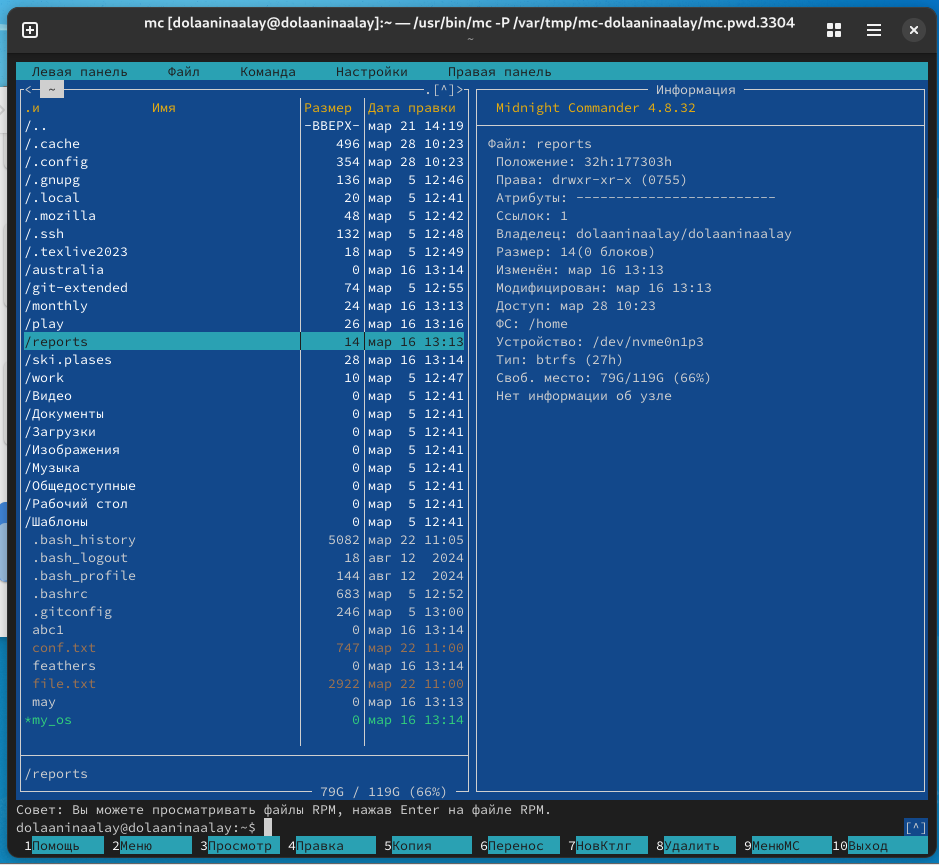 mc [dolaaninaalay@dolaaninaalay]:~ — /usr/bin/mc -P /var/tmp/mc-dolaaninaalay/mc.pwd.3304
~
Левая панель Файл Команда Настройки Правая панель
<─ ~ .[^]>
.и Имя Размер Дата правки
/.. -ВВЕРХ- мар 21 14:19
/.cache 496 мар 28 10:23
/.config 354 мар 28 10:23
/.gnupg 136 мар 5 12:46
/.local 20 мар 5 12:41
/.mozilla 48 мар 5 12:42
/.ssh 132 мар 5 12:48
/.texlive2023 18 мар 5 12:49
/australia 0 мар 16 13:14
/git-extended 74 мар 5 12:55
/monthly 24 мар 16 13:13
/play 26 мар 16 13:16
/reports 14 мар 16 13:13
/ski.plases 28 мар 16 13:14
/work 10 мар 5 12:47
/Видео 0 мар 5 12:41
/Документы 0 мар 5 12:41
/Загрузки 0 мар 5 12:41
/Изображения 0 мар 5 12:41
/Музыка 0 мар 5 12:41
/Общедоступные 0 мар 5 12:41
/Рабочий стол 0 мар 5 12:41
/Шаблоны 0 мар 5 12:41
.bash_history 5082 мар 22 11:05
.bash_logout 18 авг 12 2024
.bash_profile 144 авг 12 2024
.bashrc 683 мар 5 12:52
.gitconfig 246 мар 5 13:00
abc1 0 мар 16 13:14
conf.txt 747 мар 22 11:00
feathers 0 мар 16 13:14
file.txt 2922 мар 22 11:00
may 0 мар 16 13:13
*my_os 0 мар 16 13:14
/reports
79G / 119G (66%)
Информация
Midnight Commander 4.8.32
Файл: reports
Положение: 32h:177303h
Права: drwxr-xr-x (0755)
Атрибуты: -------------------------
Ссылок: 1
Владелец: dolaaninaalay/dolaaninaalay
Размер: 14(0 блоков)
Изменён: мар 16 13:13
Модифицирован: мар 16 13:13
Доступ: мар 28 10:23
ФС: /home
Устройство: /dev/nvme0n1p3
Тип: btrfs (27h)
Своб. место: 79G/119G (66%)
Нет информации об узле
Совет: Вы можете просматривать файлы RPM, нажав Enter на файле RPM.
dolaaninaalay@dolaaninaalay:~$ [^]
1Помощь 2Меню 3Просмотр 4Правка 5Копия 6Перенос 7НовКтлг 8Удалить 9МенюМС 10Выход